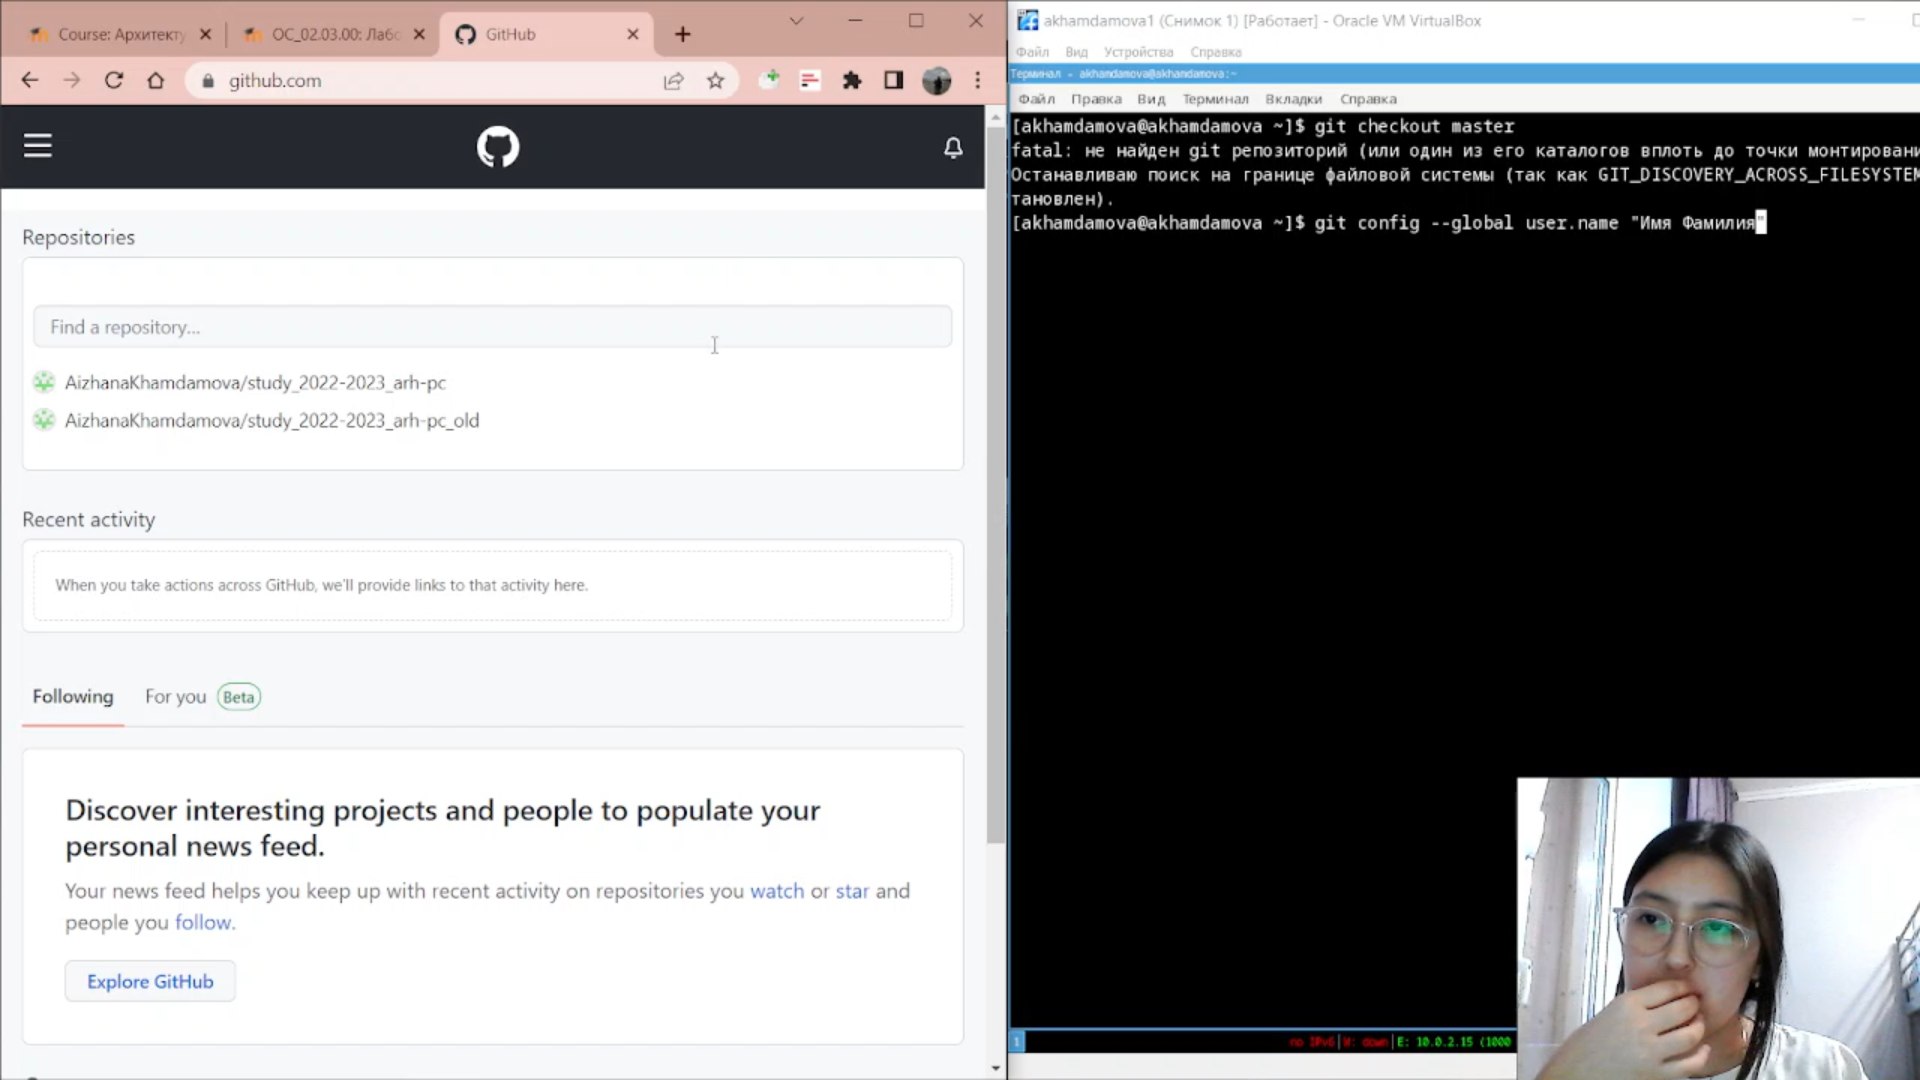 Course: Архитекту
ОС_02.03.00: Лабо
GitHub
github.com
Repositories
Find a repository...
AizhanaKhamdamova/study_2022-2023_arh-pc
AizhanaKhamdamova/study_2022-2023_arh-pc_old
Recent activity
When you take actions across GitHub, we'll provide links to that activity here.
Following
For you
Beta
Discover interesting projects and people to populate your
personal news feed.
Your news feed helps you keep up with recent activity on repositories you watch or star and
people you follow.
Explore GitHub
akhamdamova1 (Снимок 1) [Работает] - Oracle VM VirtualBox
Файл Вид Устройства Справка
Терминал - akhamdamova@akhamdamova:~
Файл Правка Вид Терминал Вкладки Справка
[akhamdamova@akhamdamova ~]$ git checkout master
fatal: не найден git репозиторий (или один из его каталогов вплоть до точки монтировани
Останавливаю поиск на границе файловой системы (так как GIT_DISCOVERY_ACROSS_FILESYSTEM
тановлен).
[akhamdamova@akhamdamova ~]$ git config --global user.name "Имя Фамилия"
1
no IPv6|W: down|E: 10.0.2.15 (1000